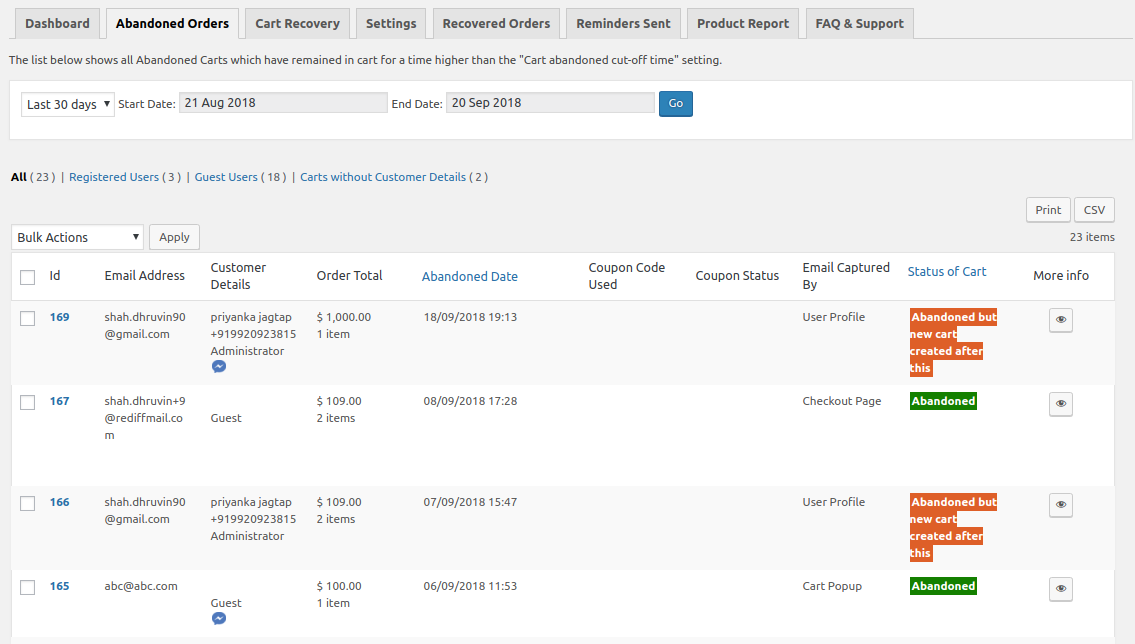 Dashboard Abandoned Orders Cart Recovery Settings Recovered Orders Reminders Sent Product Report FAQ & Support
The list below shows all Abandoned Carts which have remained in cart for a time higher than the "Cart abandoned cut-off time" setting.
Last 30 days Start Date: 21 Aug 2018 End Date: 20 Sep 2018 Go
All ( 23 ) | Registered Users ( 3 ) | Guest Users ( 18 ) | Carts without Customer Details ( 2 )
Print CSV
Bulk Actions Apply 23 items
Id Email Address Customer Details Order Total Abandoned Date Coupon Code Used Coupon Status Email Captured By Status of Cart More info
169 shah.dhruvin90 priyanka jagtap $ 1,000.00 18/09/2018 19:13 User Profile Abandoned but
@gmail.com +919920923815 1 item new cart
Administrator created after
this
167 shah.dhruvin+9 $ 109.00 08/09/2018 17:28 Checkout Page Abandoned
@rediffmail.co Guest 2 items
m
166 shah.dhruvin90 priyanka jagtap $ 109.00 07/09/2018 15:47 User Profile Abandoned but
@gmail.com +919920923815 2 items new cart
Administrator created after
this
165 abc@abc.com $ 100.00 06/09/2018 11:53 Cart Popup Abandoned
Guest 1 item